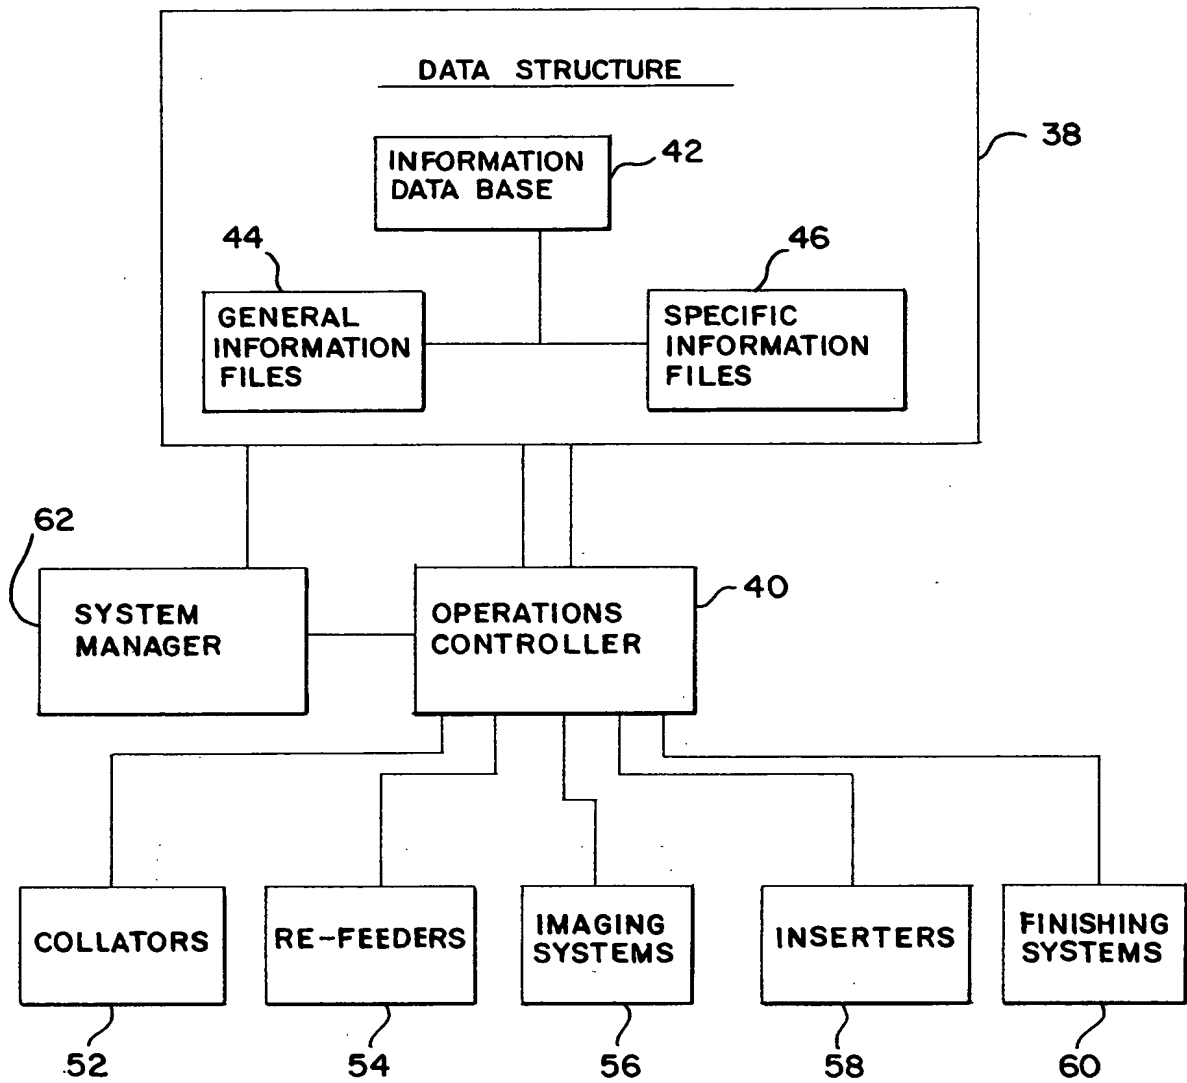 DATA STRUCTURE
38
INFORMATION
DATA BASE
42
44
46
GENERAL
INFORMATION
FILES
SPECIFIC
INFORMATION
FILES
62
SYSTEM
MANAGER
OPERATIONS
CONTROLLER
40
COLLATORS
RE-FEEDERS
IMAGING
SYSTEMS
INSERTERS
FINISHING
SYSTEMS
52
54
56
58
60